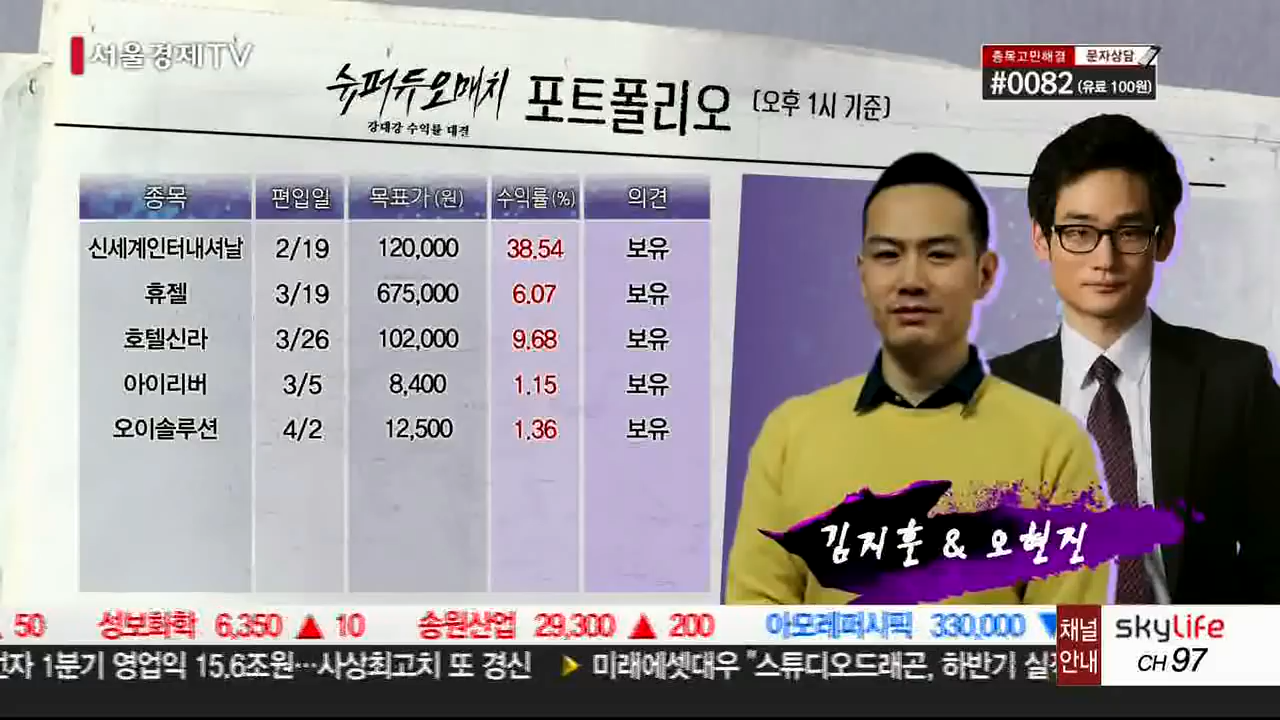 서울경제TV
종목고민해결 문자상담
#0082 (유료 100원)
슈퍼듀오매치 포트폴리오 [오후 1시 기준]
강대강 수익률 대결
종목 편입일 목표가(원) 수익률(%) 의견
신세계인터내셔날 2/19 120,000 38.54 보유
휴젤 3/19 675,000 6.07 보유
호텔신라 3/26 102,000 9.68 보유
아이리버 3/5 8,400 1.15 보유
오이솔루션 4/2 12,500 1.36 보유
김지훈 & 오현진
50 성보화학 6,350 ▲ 10 송원산업 29,300 ▲ 200 아모레퍼시픽 330,000 ▼
전자 1분기 영업익 15.6조원…사상최고치 또 경신 ▶ 미래에셋대우 "스튜디오드래곤, 하반기
채널안내
skylife
CH 97